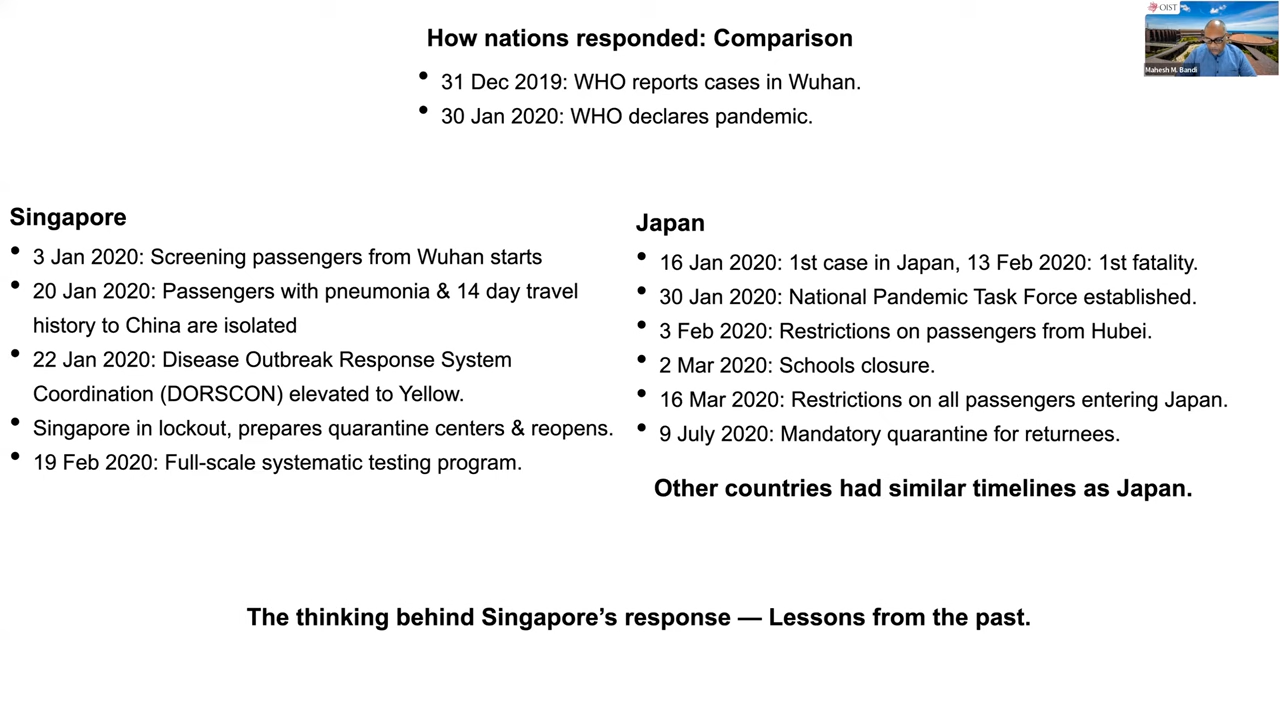 How nations responded: Comparison
• 31 Dec 2019: WHO reports cases in Wuhan.
• 30 Jan 2020: WHO declares pandemic.
OIST
Mahesh M. Bandi
Singapore
• 3 Jan 2020: Screening passengers from Wuhan starts
• 20 Jan 2020: Passengers with pneumonia & 14 day travel
history to China are isolated
• 22 Jan 2020: Disease Outbreak Response System
Coordination (DORSCON) elevated to Yellow.
• Singapore in lockout, prepares quarantine centers & reopens.
• 19 Feb 2020: Full-scale systematic testing program.
Japan
• 16 Jan 2020: 1st case in Japan, 13 Feb 2020: 1st fatality.
• 30 Jan 2020: National Pandemic Task Force established.
• 3 Feb 2020: Restrictions on passengers from Hubei.
• 2 Mar 2020: Schools closure.
• 16 Mar 2020: Restrictions on all passengers entering Japan.
• 9 July 2020: Mandatory quarantine for returnees.
Other countries had similar timelines as Japan.
The thinking behind Singapore’s response — Lessons from the past.